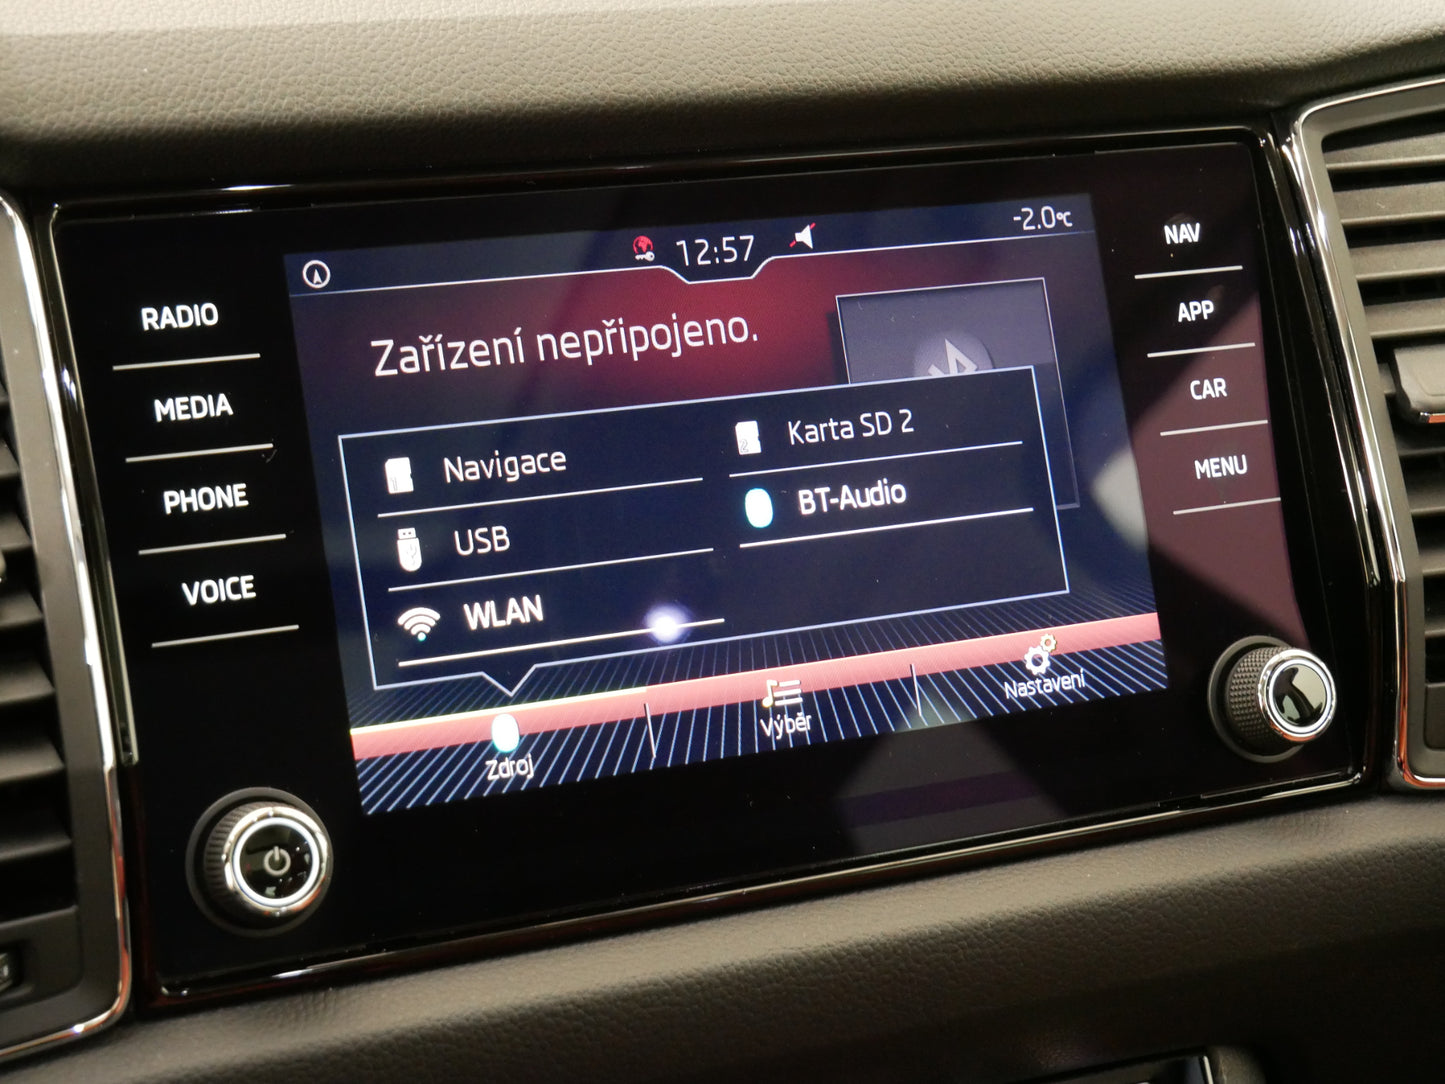 12:57
-2.0°C
Zařízení nepřipojeno.
Navigace
USB
WLAN
Karta SD 2
BT-Audio
Zdroj
Výběr
Nastavení
RADIO
MEDIA
PHONE
VOICE
NAV
APP
CAR
MENU